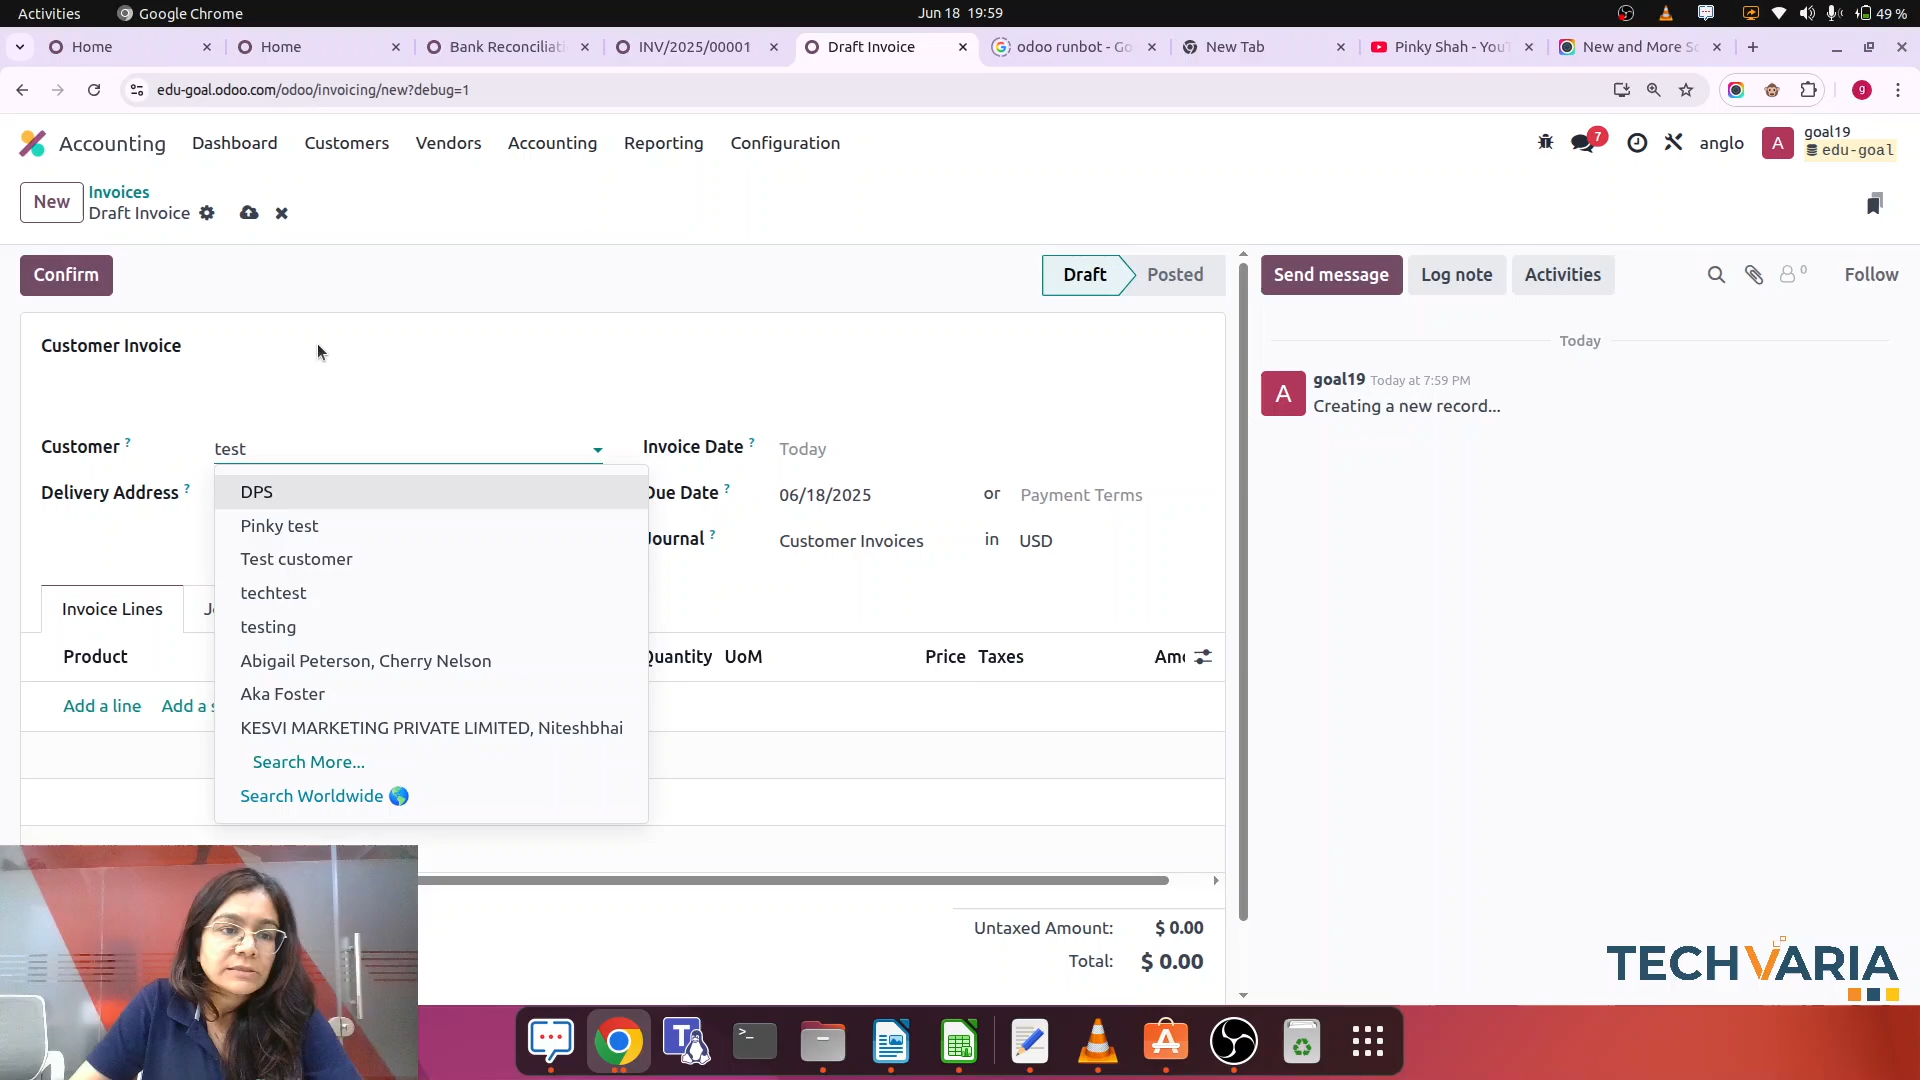 Activities Google Chrome Jun 18 19:59 49 %
Home Home Bank Reconciliati INV/2025/00001 Draft Invoice odoo runbot - Go New Tab Pinky Shah - YouT New and More Sc
edu-goal.odoo.com/odoo/invoicing/new?debug=1 g
Accounting Dashboard Customers Vendors Accounting Reporting Configuration 7 anglo A goal19
edu-goal
New Invoices
Draft Invoice
Confirm Draft Posted Send message Log note Activities 0 Follow
Customer Invoice Today
goal19 Today at 7:59 PM
A Creating a new record...
Customer ? test Invoice Date ? Today
Delivery Address ? DPS Due Date ? 06/18/2025 or Payment Terms
Pinky test
Test customer Journal ? Customer Invoices in USD
techtest
Invoice Lines J testing
Product Abigail Peterson, Cherry Nelson Quantity UoM Price Taxes Amo
Aka Foster
Add a line Add a s KESVI MARKETING PRIVATE LIMITED, Niteshbhai
Search More...
Search Worldwide
Untaxed Amount: $ 0.00
Total: $ 0.00
TECHVARIA